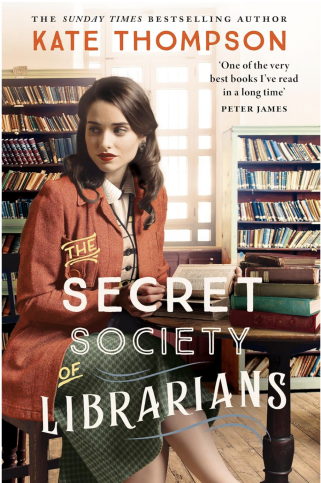 THE SUNDAY TIMES BESTSELLING AUTHOR
KATE THOMPSON
'One of the very
best books I've read
in a long time'
PETER JAMES
THE
SECRET
SOCIETY
OF
LIBRARIANS